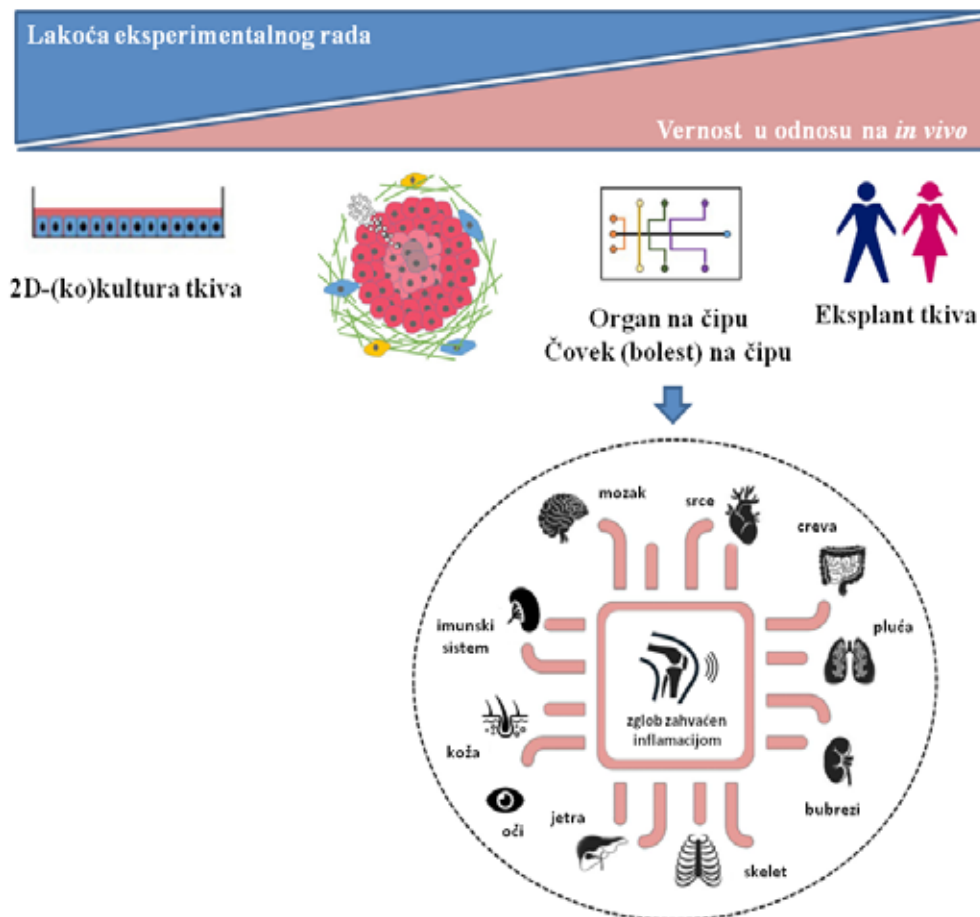 Lakoća eksperimentalnog rada
Vernost u odnosu na in vivo
2D-(ko)kultura tkiva
Organ na čipu
Čovek (bolest) na čipu
Eksplant tkiva
mozak
srce
creva
imunski
sistem
pluća
zglob zahvaćen
inflamacijom
koža
bubrezi
oči
jetra
skelet